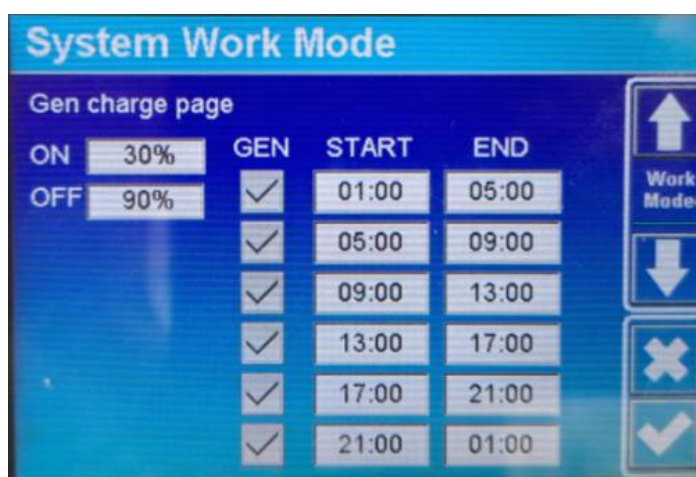 System Work Mode
Gen charge page
ON 30% GEN START END
OFF 90% 01:00 05:00
05:00 09:00
09:00 13:00
13:00 17:00
17:00 21:00
21:00 01:00
Work
Mode